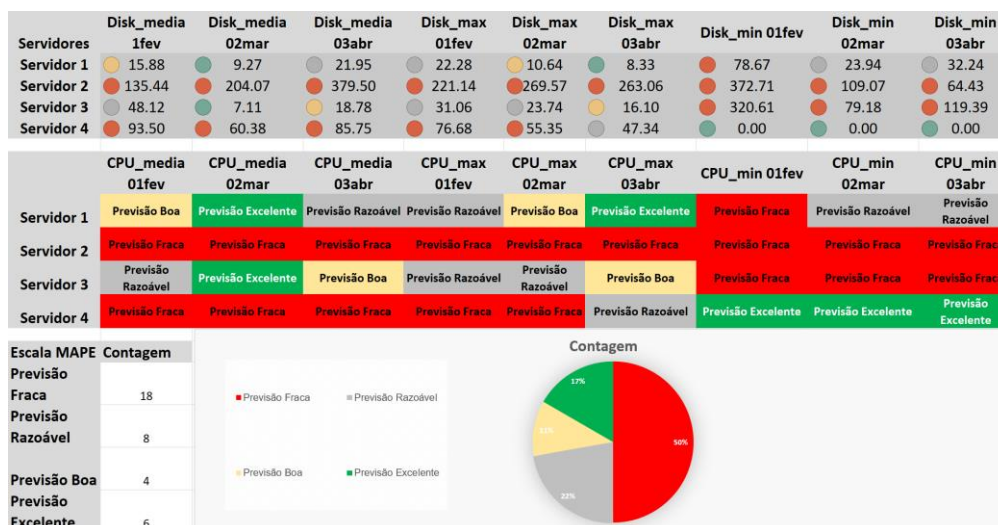 Servidores Disk_media 1fev Disk_media 02mar Disk_media 03abr Disk_max 01fev Disk_max 02mar Disk_max 03abr Disk_min 01fev Disk_min 02mar Disk_min 03abr
Servidor 1 15.88 9.27 21.95 22.28 10.64 8.33 78.67 23.94 32.24
Servidor 2 135.44 204.07 379.50 221.14 269.57 263.06 372.71 109.07 64.43
Servidor 3 48.12 7.11 18.78 31.06 23.74 16.10 320.61 79.18 119.39
Servidor 4 93.50 60.38 85.75 76.68 55.35 47.34 0.00 0.00 0.00
CPU_media 01fev CPU_media 02mar CPU_media 03abr CPU_max 01fev CPU_max 02mar CPU_max 03abr CPU_min 01fev CPU_min 02mar CPU_min 03abr
Servidor 1 Previsão Boa Previsão Excelente Previsão Razoável Previsão Razoável Previsão Boa Previsão Excelente Previsão Fraca Previsão Razoável Previsão Razoável
Servidor 2 Previsão Fraca Previsão Fraca Previsão Fraca Previsão Fraca Previsão Fraca Previsão Fraca Previsão Fraca Previsão Fraca Previsão Fraca
Servidor 3 Previsão Razoável Previsão Excelente Previsão Boa Previsão Razoável Previsão Razoável Previsão Boa Previsão Fraca Previsão Fraca Previsão Fraca
Servidor 4 Previsão Fraca Previsão Fraca Previsão Fraca Previsão Fraca Previsão Fraca Previsão Razoável Previsão Excelente Previsão Excelente Previsão Excelente
Escala MAPE Contagem
Previsão Fraca 18
Previsão Razoável 8
Previsão Boa 4
Previsão Excelente 6
Contagem
Previsão Fraca Previsão Razoável
Previsão Boa Previsão Excelente
17%
50%
22%